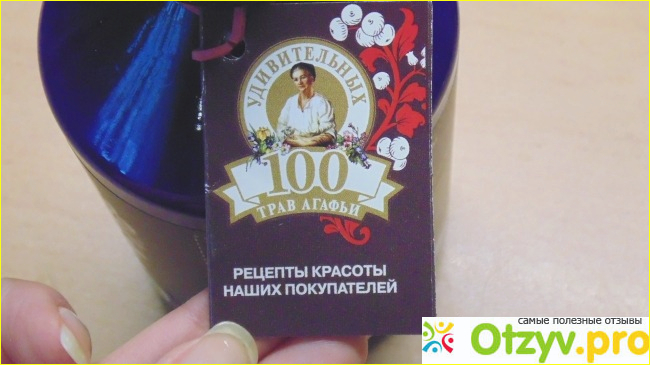 УДИВИТЕЛЬНЫХ
100
ТРАВ АГАФЬИ
РЕЦЕПТЫ КРАСОТЫ
НАШИХ ПОКУПАТЕЛЕЙ
самые полезные отзывы
Otzyv.pro